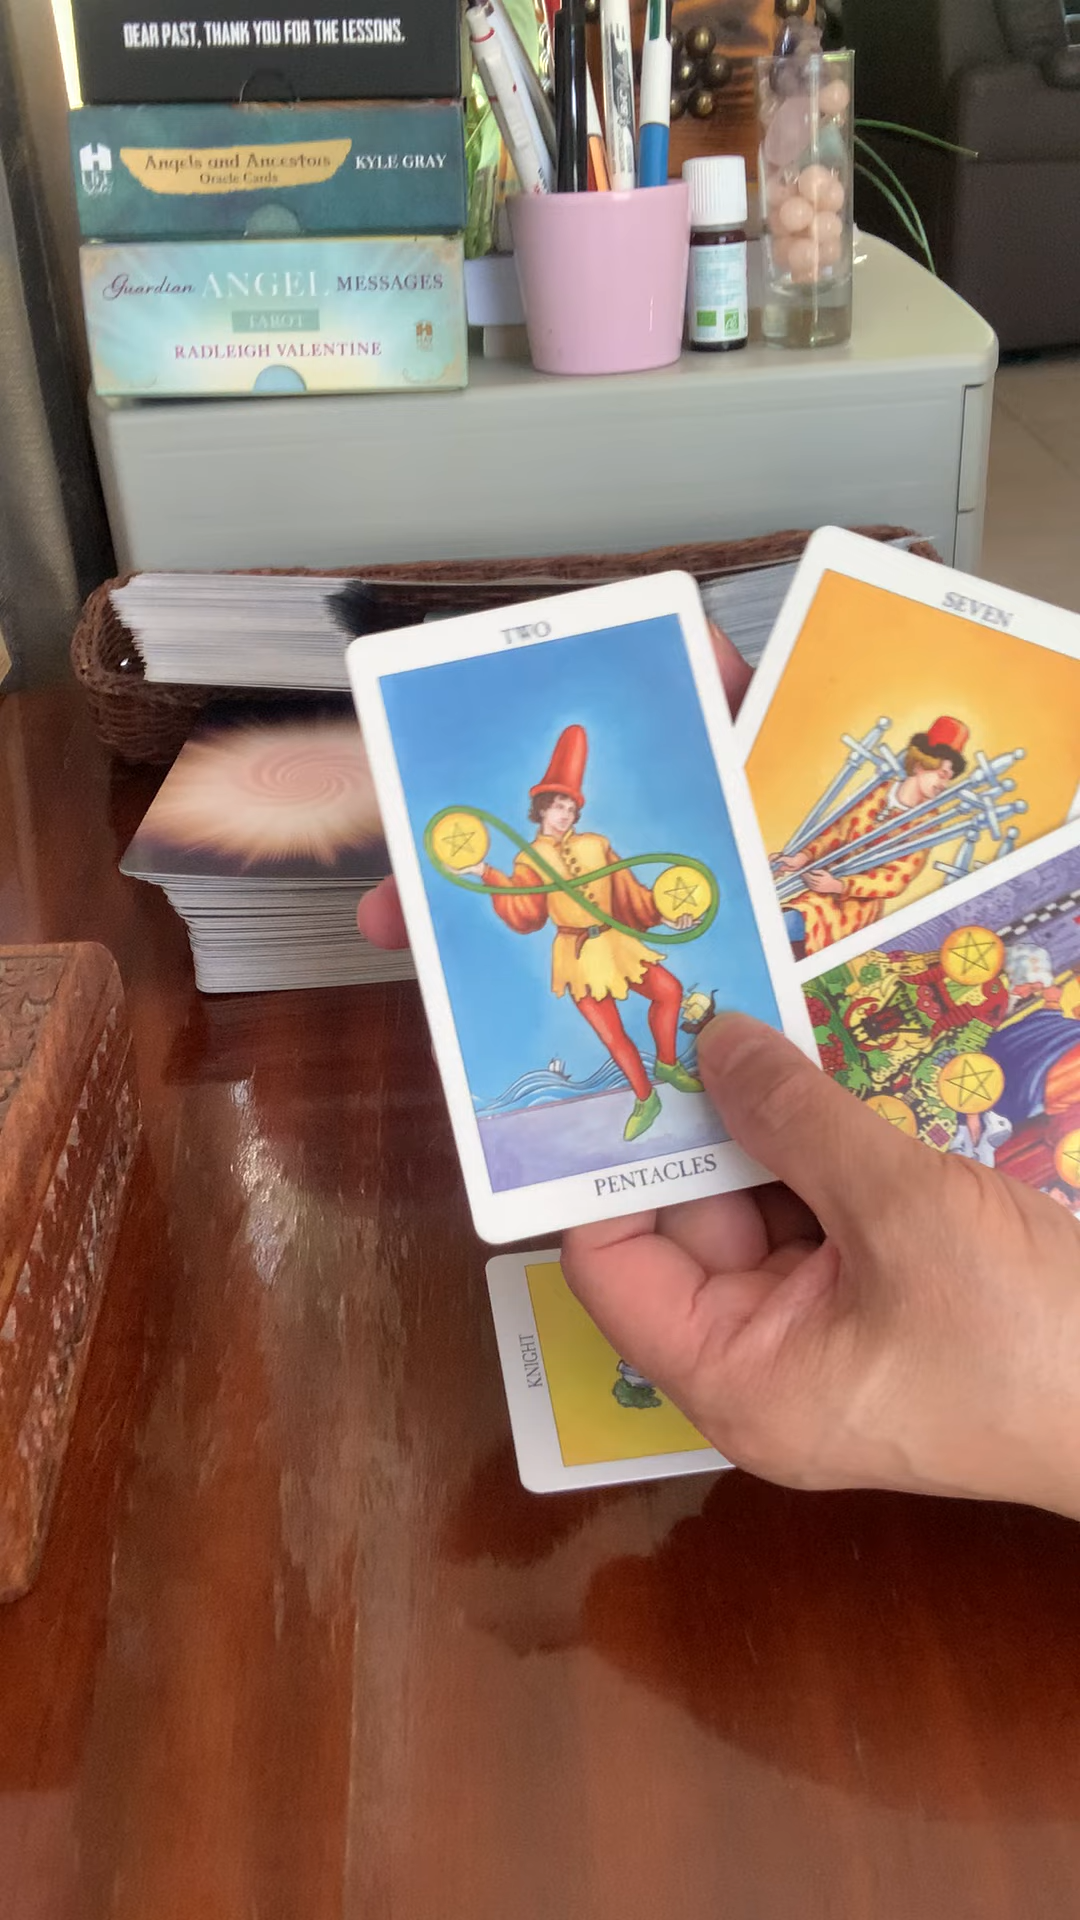 DEAR PAST, THANK YOU FOR THE LESSONS.
Angels and Ancestors
Oracle Cards
KYLE GRAY
Guardian ANGEL MESSAGES
TAROT
RADLEIGH VALENTINE
TWO
PENTACLES
SEVEN
KNIGHT